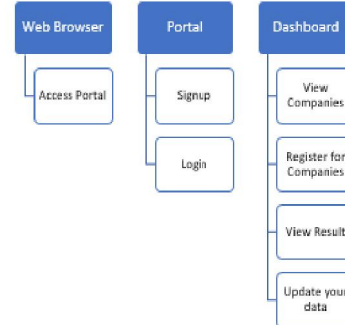 Web Browser
Portal
Dashboard
Access Portal
Signup
Login
View
Companies
Register for
Companies
View Result
Update your
data